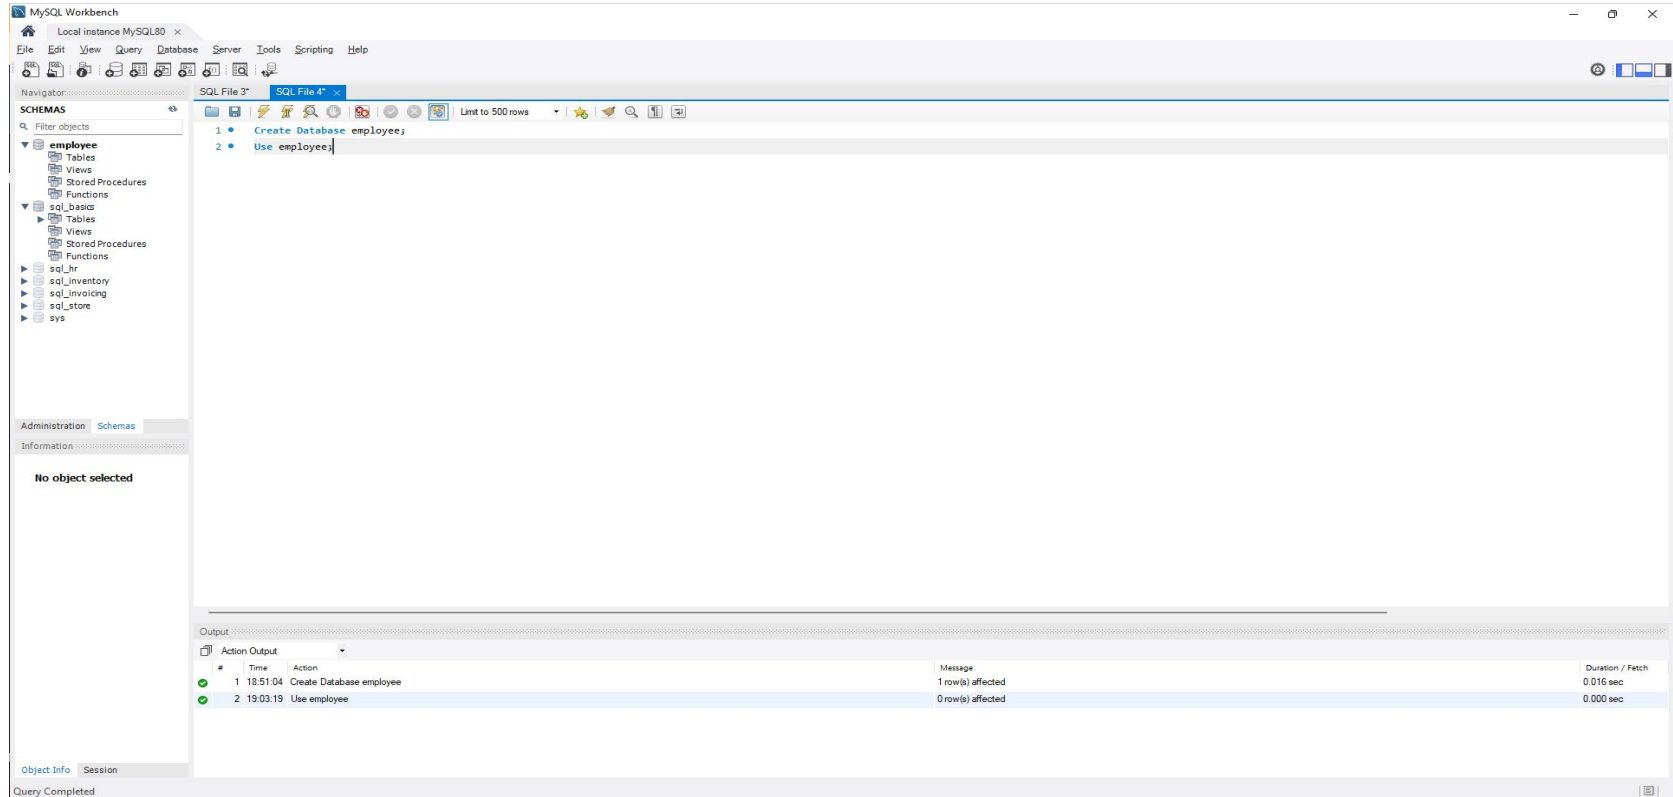 MySQL Workbench
Local instance MySQL80
File Edit View Query Database Server Tools Scripting Help
Navigator
SCHEMAS
Filter objects
employee
Tables
Views
Stored Procedures
Functions
sql_basics
Tables
Views
Stored Procedures
Functions
sql_hr
sql_inventory
sql_invoicing
sql_store
sys
Administration Schemas
Information
No object selected
Object Info Session
SQL File 3* SQL File 4*
Limit to 500 rows
1 Create Database employee;
2 Use employee;
Output
Action Output
# Time Action Message Duration / Fetch
1 18:51:04 Create Database employee 1 row(s) affected 0.016 sec
2 19:03:19 Use employee 0 row(s) affected 0.000 sec
Query Completed